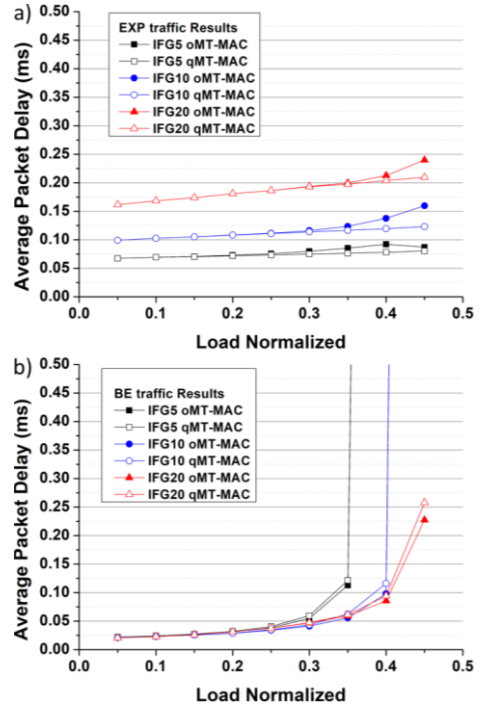 a)
Average Packet Delay (ms)
0.50
0.45
0.40
0.35
0.30
0.25
0.20
0.15
0.10
0.05
0.00
EXP traffic Results
IFG5 oMT-MAC
IFG5 qMT-MAC
IFG10 oMT-MAC
IFG10 qMT-MAC
IFG20 oMT-MAC
IFG20 qMT-MAC
0.0 0.1 0.2 0.3 0.4 0.5
Load Normalized
b)
Average Packet Delay (ms)
0.50
0.45
0.40
0.35
0.30
0.25
0.20
0.15
0.10
0.05
0.00
BE traffic Results
IFG5 oMT-MAC
IFG5 qMT-MAC
IFG10 oMT-MAC
IFG10 qMT-MAC
IFG20 oMT-MAC
IFG20 qMT-MAC
0.0 0.1 0.2 0.3 0.4 0.5
Load Normalized